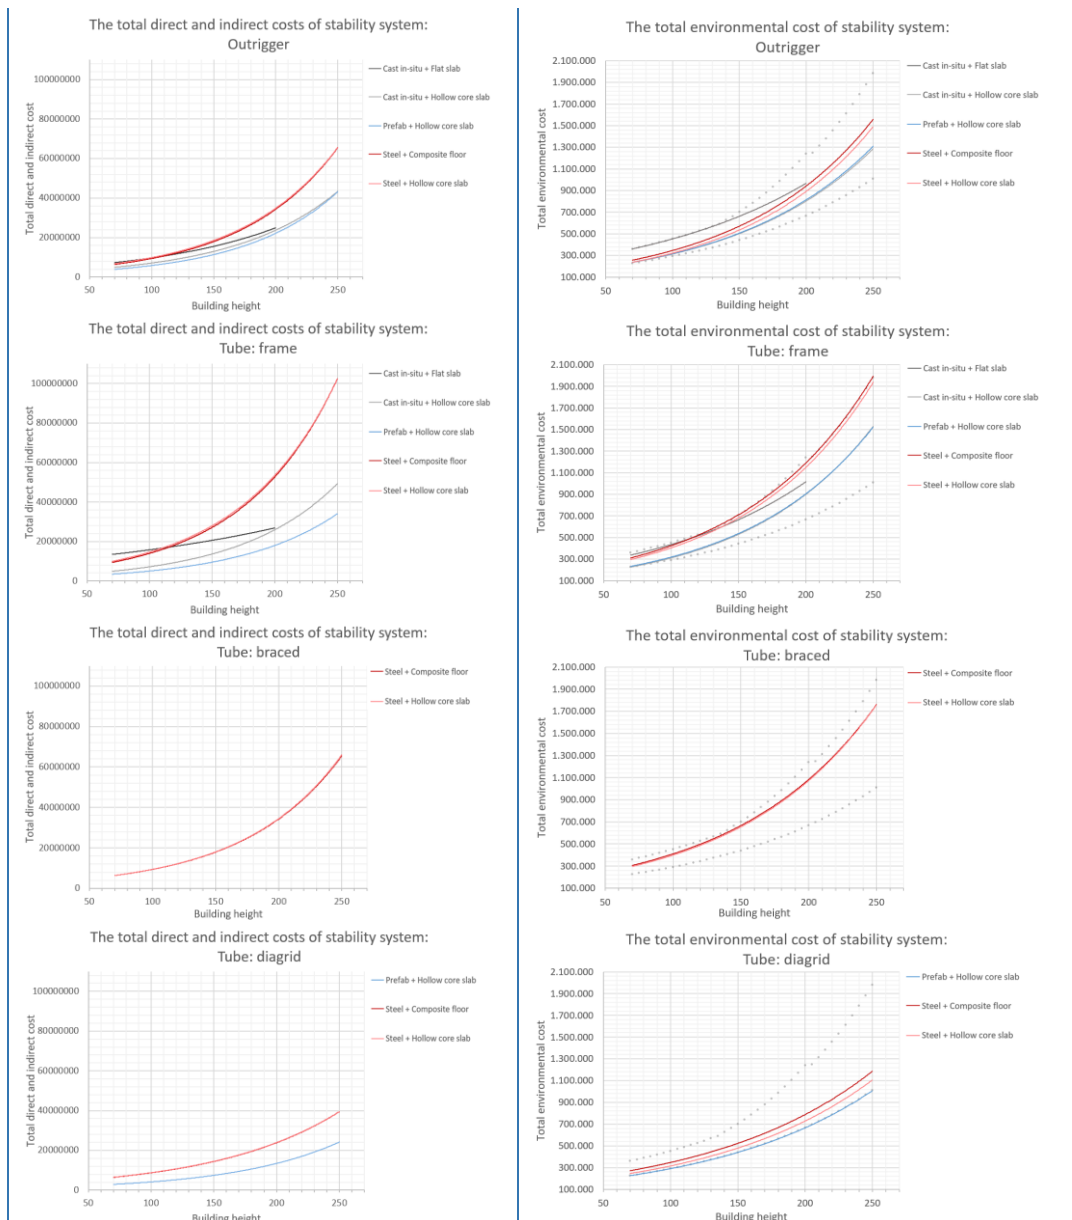 The total direct and indirect costs of stability system:
Outrigger
100000000
80000000
60000000
40000000
20000000
0
50
100
150
200
250
Total direct and indirect cost
Building height
Cast in-situ + Flat slab
Cast in-situ + Hollow core slab
Prefab + Hollow core slab
Steel + Composite floor
Steel + Hollow core slab
The total environmental cost of stability system:
Outrigger
2.100.000
1.900.000
1.700.000
1.500.000
1.300.000
1.100.000
900.000
700.000
500.000
300.000
100.000
50
100
150
200
250
Total environmental cost
Building height
Cast in-situ + Flat slab
Cast in-situ + Hollow core slab
Prefab + Hollow core slab
Steel + Composite floor
Steel + Hollow core slab
The total direct and indirect costs of stability system:
Tube: frame
100000000
80000000
60000000
40000000
20000000
0
50
100
150
200
250
Total direct and indirect cost
Building height
Cast in-situ + Flat slab
Cast in-situ + Hollow core slab
Prefab + Hollow core slab
Steel + Composite floor
Steel + Hollow core slab
The total environmental cost of stability system:
Tube: frame
2.100.000
1.900.000
1.700.000
1.500.000
1.300.000
1.100.000
900.000
700.000
500.000
300.000
100.000
50
100
150
200
250
Total environmental cost
Building height
Cast in-situ + Flat slab
Cast in-situ + Hollow core slab
Prefab + Hollow core slab
Steel + Composite floor
Steel + Hollow core slab
The total direct and indirect costs of stability system:
Tube: braced
100000000
80000000
60000000
40000000
20000000
0
50
100
150
200
250
Total direct and indirect cost
Building height
Steel + Composite floor
Steel + Hollow core slab
The total environmental cost of stability system:
Tube: braced
2.100.000
1.900.000
1.700.000
1.500.000
1.300.000
1.100.000
900.000
700.000
500.000
300.000
100.000
50
100
150
200
250
Total environmental cost
Building height
Steel + Composite floor
Steel + Hollow core slab
The total direct and indirect costs of stability system:
Tube: diagrid
100000000
80000000
60000000
40000000
20000000
0
50
100
150
200
250
Total direct and indirect cost
Building height
Prefab + Hollow core slab
Steel + Composite floor
Steel + Hollow core slab
The total environmental cost of stability system:
Tube: diagrid
2.100.000
1.900.000
1.700.000
1.500.000
1.300.000
1.100.000
900.000
700.000
500.000
300.000
100.000
50
100
150
200
250
Total environmental cost
Building height
Prefab + Hollow core slab
Steel + Composite floor
Steel + Hollow core slab